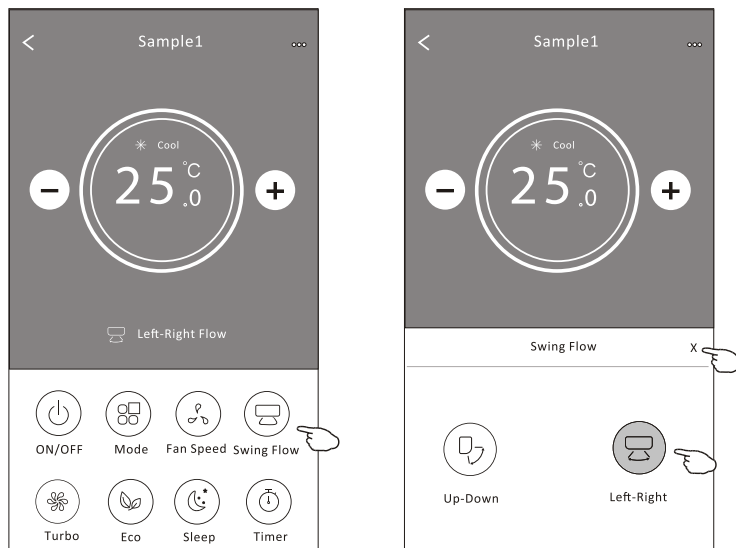 Sample1
Cool
25.0 °C
Left-Right Flow
ON/OFF Mode Fan Speed Swing Flow
Turbo Eco Sleep Timer
Sample1
Cool
25.0 °C
Swing Flow X
Up-Down Left-Right